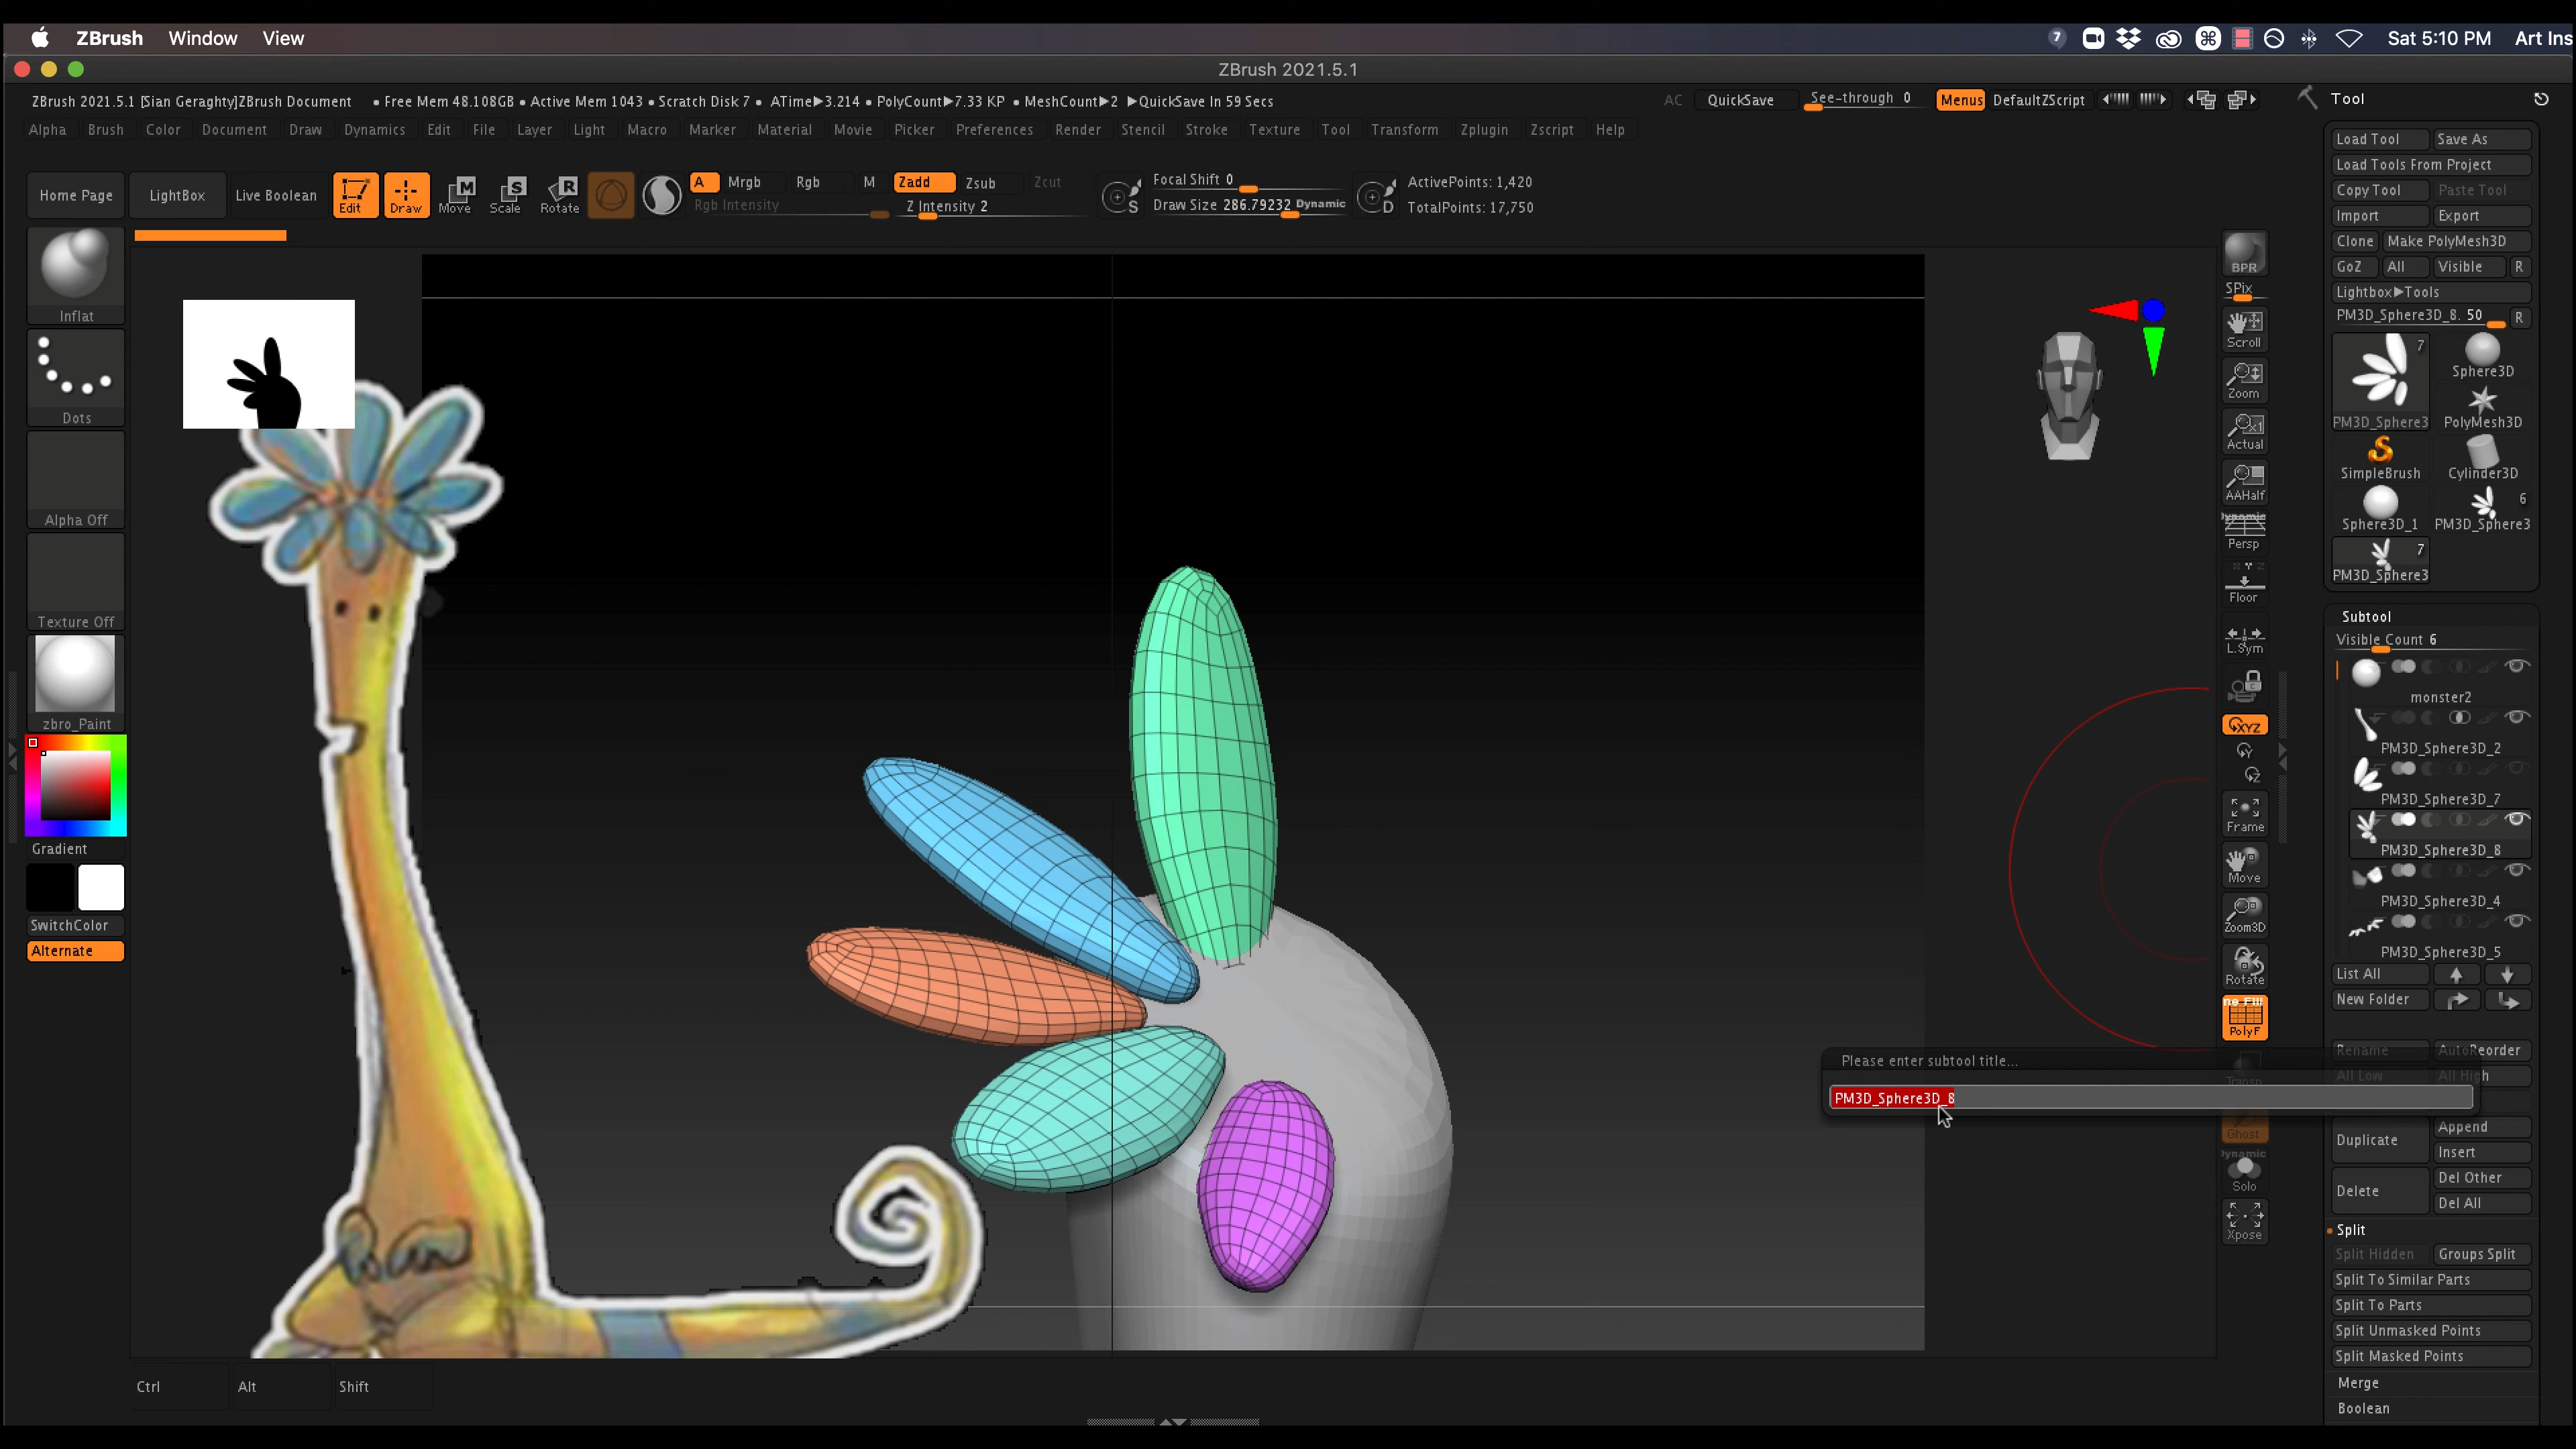 ZBrush Window View
7 Sat 5:10 PM Art Ins
ZBrush 2021.5.1
ZBrush 2021.5.1 [Sian Geraghty]ZBrush Document • Free Mem 48.108GB • Active Mem 1043 • Scratch Disk 7 • ATime▶3.214 • PolyCount▶7.33 KP • MeshCount▶2 ▶QuickSave In 59 Secs
AC QuickSave See-through 0 Menus DefaultZScript
Alpha Brush Color Document Draw Dynamics Edit File Layer Light Macro Marker Material Movie Picker Preferences Render Stencil Stroke Texture Tool Transform Zplugin Zscript Help
Home Page LightBox Live Boolean Edit Draw Move Scale Rotate
M S R
A Mrgb Rgb M Zadd Zsub Zcut
Rgb Intensity Z Intensity 2
S Focal Shift 0
Draw Size 286.79232 Dynamic
D ActivePoints: 1,420
TotalPoints: 17,750
Inflat
Dots
Alpha Off
Texture Off
zbro_Paint
Gradient
SwitchColor
Alternate
Ctrl Alt Shift
BPR
SPix
Scroll
Zoom
Actual
AAHalf
Dynamic
Persp
Floor
L.Sym
XYZ
Y
Z
Frame
Move
Zoom3D
Rotate
ne Fill
PolyF
Transp
Ghost
Dynamic
Solo
Xpose
Please enter subtool title...
PM3D_Sphere3D_8
Tool
Load Tool Save As
Load Tools From Project
Copy Tool Paste Tool
Import Export
Clone Make PolyMesh3D
GoZ All Visible R
Lightbox▶Tools
PM3D_Sphere3D_8. 50 R
7
PM3D_Sphere3
Sphere3D
PolyMesh3D
SimpleBrush Cylinder3D
6
Sphere3D_1 PM3D_Sphere3
7
PM3D_Sphere3
Subtool
Visible Count 6
monster2
PM3D_Sphere3D_2
PM3D_Sphere3D_7
PM3D_Sphere3D_8
PM3D_Sphere3D_4
PM3D_Sphere3D_5
List All
New Folder
Rename AutoReorder
All Low All High
Duplicate Append
Insert
Delete Del Other
Del All
Split
Split Hidden Groups Split
Split To Similar Parts
Split To Parts
Split Unmasked Points
Split Masked Points
Merge
Boolean